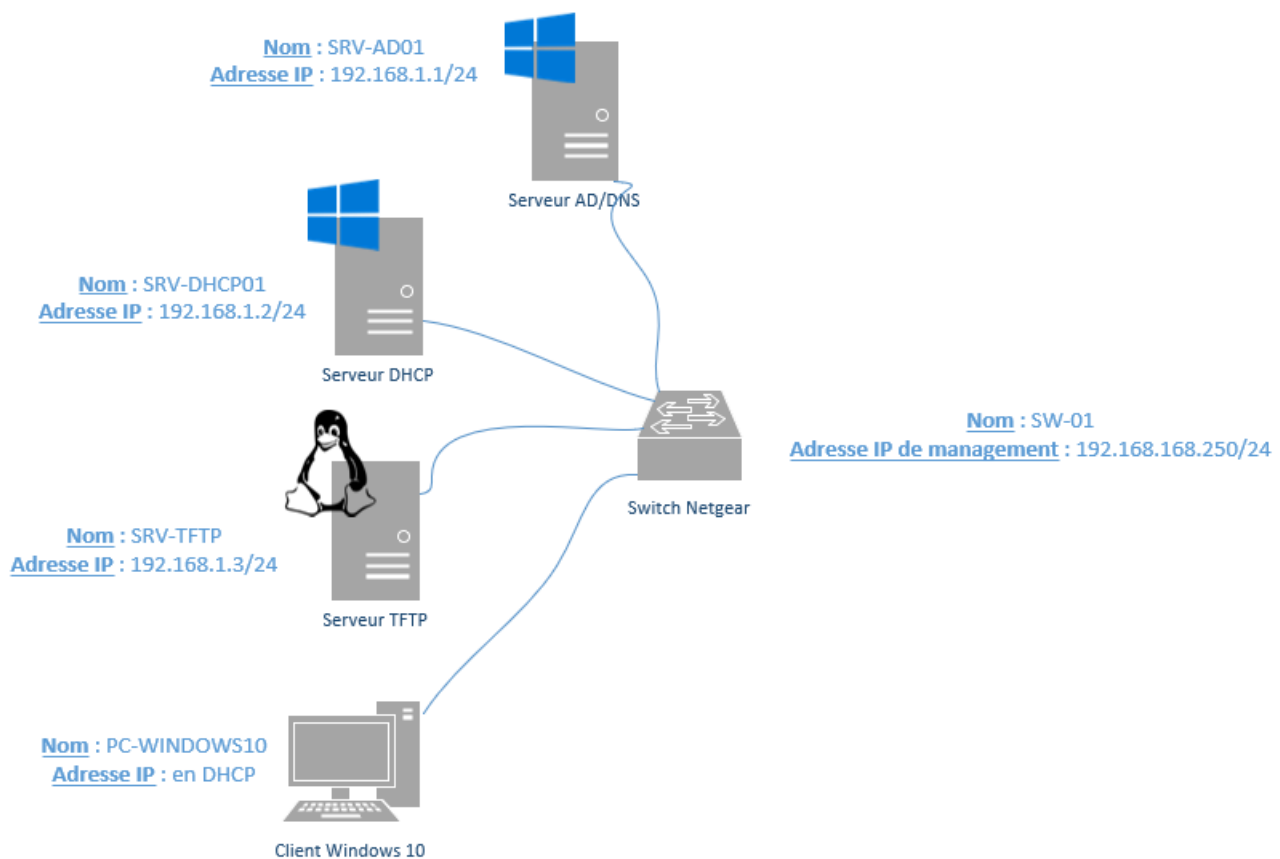 Nom : SRV-AD01
Adresse IP : 192.168.1.1/24
Serveur AD/DNS
Nom : SRV-DHCP01
Adresse IP : 192.168.1.2/24
Serveur DHCP
Nom : SW-01
Adresse IP de management : 192.168.168.250/24
Switch Netgear
Nom : SRV-TFTP
Adresse IP : 192.168.1.3/24
Serveur TFTP
Nom : PC-WINDOWS10
Adresse IP : en DHCP
Client Windows 10